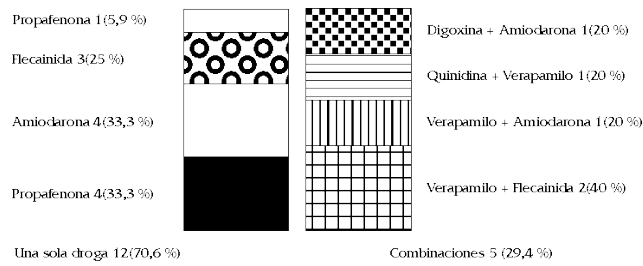 Propafenona 1(5,9 %)
Flecainida 3(25 %)
Amiodarona 4(33,3 %)
Propafenona 4(33,3 %)
Una sola droga 12(70,6 %)
Digoxina + Amiodarona 1(20 %)
Quinidina + Verapamilo 1(20 %)
Verapamilo + Amiodarona 1(20 %)
Verapamilo + Flecainida 2(40 %)
Combinaciones 5 (29,4 %)